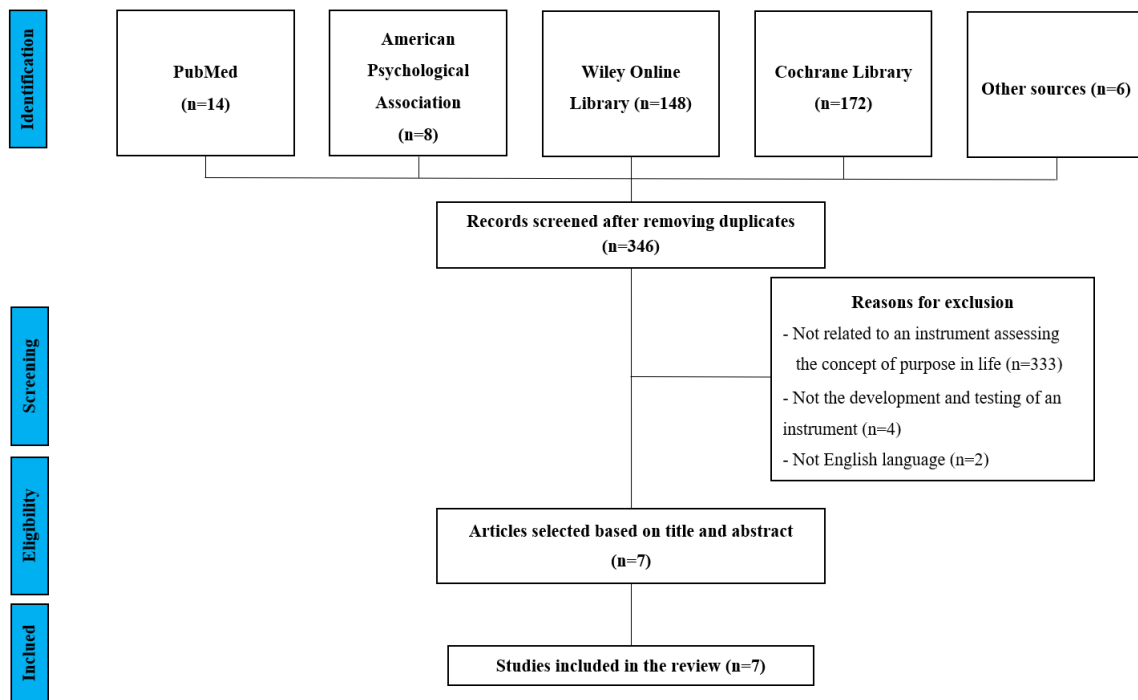 Identification
PubMed
(n=14)
American
Psychological
Association
(n=8)
Wiley Online
Library (n=148)
Cochrane Library
(n=172)
Other sources (n=6)
Records screened after removing duplicates
(n=346)
Screening
Reasons for exclusion
- Not related to an instrument assessing
the concept of purpose in life (n=333)
- Not the development and testing of an
instrument (n=4)
- Not English language (n=2)
Eligibility
Articles selected based on title and abstract
(n=7)
Inclued
Studies included in the review (n=7)